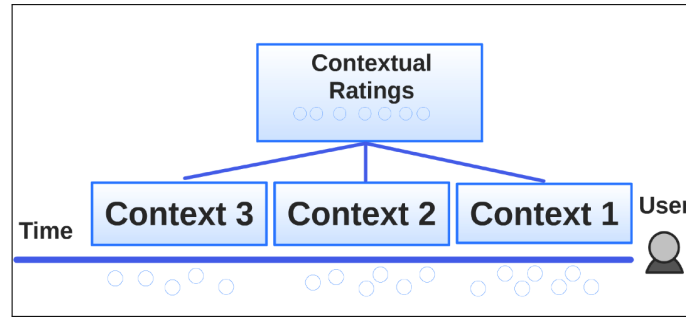 Contextual
Ratings
Context 3
Context 2
Context 1
User
Time